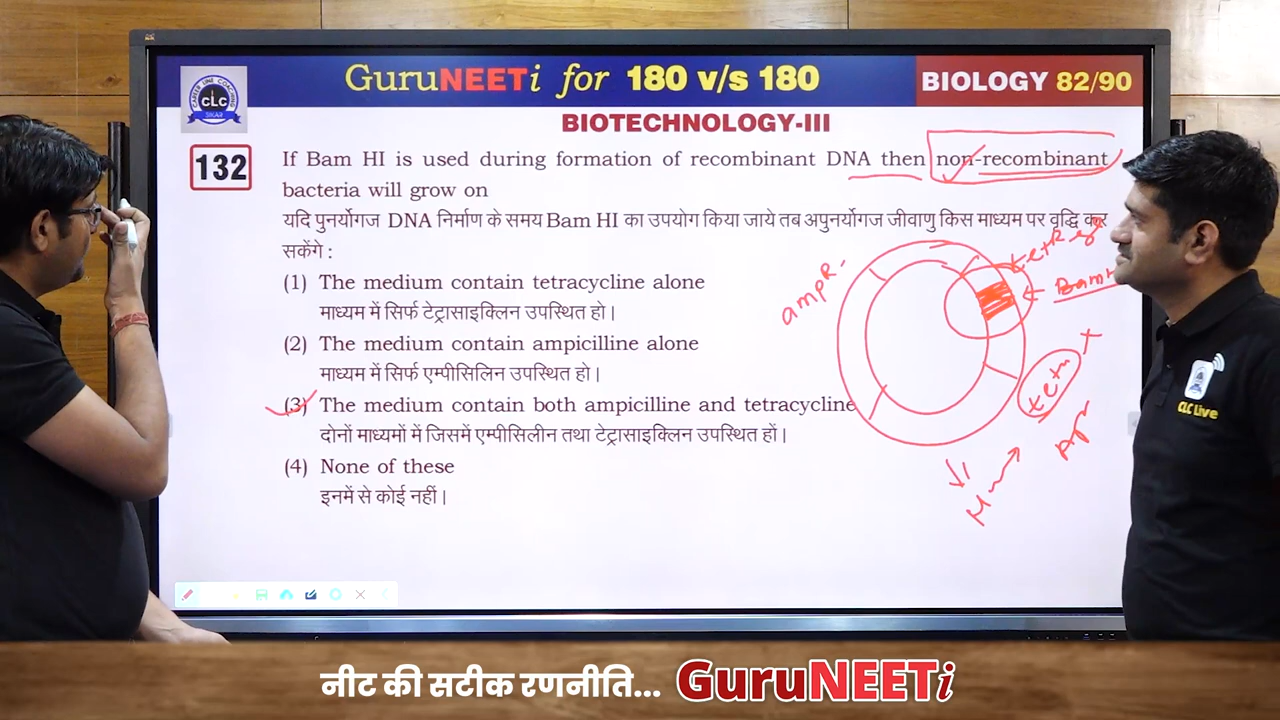 GuruNEETi for 180 v/s 180
BIOLOGY 82/90
CLC
SIKAR
BIOTECHNOLOGY-III
132
If Bam HI is used during formation of recombinant DNA then non-recombinant
bacteria will grow on
यदि पुनर्योगज DNA निर्माण के समय Bam HI का उपयोग किया जाये तब अपुनर्योगज जीवाणु किस माध्यम पर वृद्धि कर
सकेंगे :
(1) The medium contain tetracycline alone
माध्यम में सिर्फ टेट्रासाइक्लिन उपस्थित हो।
(2) The medium contain ampicilline alone
माध्यम में सिर्फ एम्पीसिलिन उपस्थित हो।
(3) The medium contain both ampicilline and tetracycline
दोनों माध्यमों में जिसमें एम्पीसिलीन तथा टेट्रासाइक्लिन उपस्थित हों।
(4) None of these
इनमें से कोई नहीं।
ampR
tetR
BamH
CLC Live
नीट की सटीक रणनीति... GuruNEETi